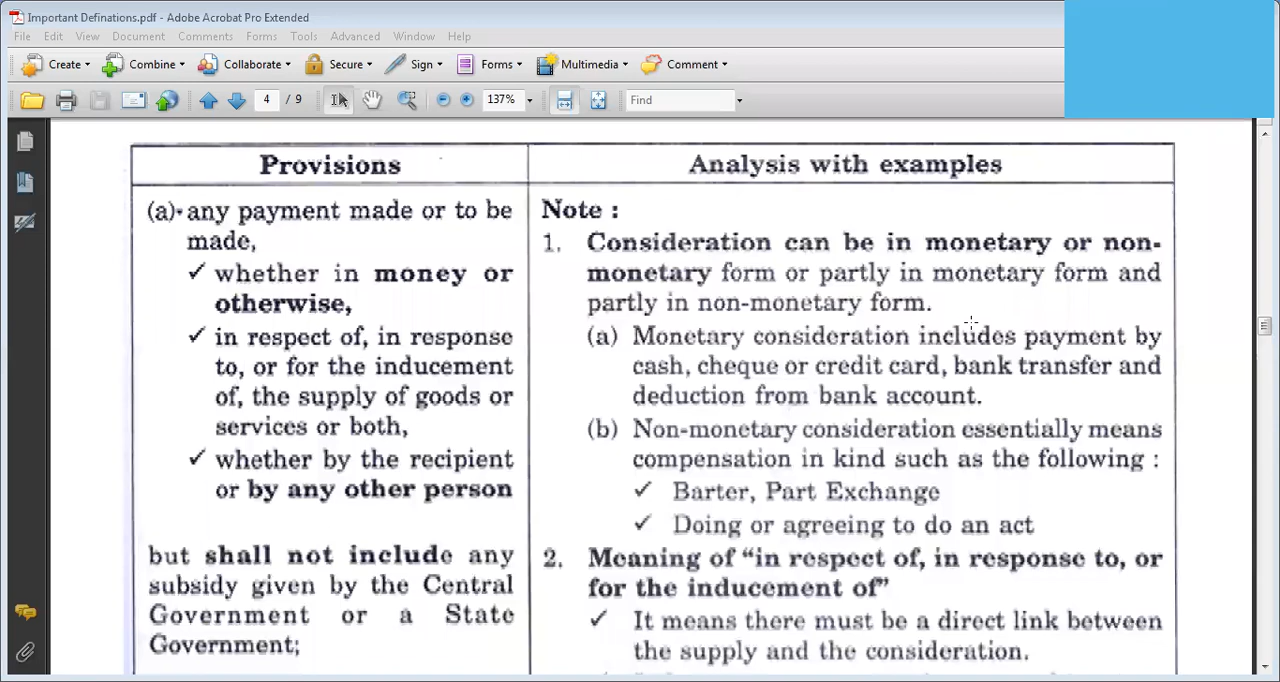 Important Definations.pdf - Adobe Acrobat Pro Extended
File Edit View Document Comments Forms Tools Advanced Window Help
Create Combine Collaborate Secure Sign Forms Multimedia Comment
4 / 9 137% Find
Provisions
(a) any payment made or to be
made,
✓ whether in money or
otherwise,
✓ in respect of, in response
to, or for the inducement
of, the supply of goods or
services or both,
✓ whether by the recipient
or by any other person
but shall not include any
subsidy given by the Central
Government or a State
Government;
Analysis with examples
Note :
1. Consideration can be in monetary or non-
monetary form or partly in monetary form and
partly in non-monetary form.
(a) Monetary consideration includes payment by
cash, cheque or credit card, bank transfer and
deduction from bank account.
(b) Non-monetary consideration essentially means
compensation in kind such as the following :
✓ Barter, Part Exchange
✓ Doing or agreeing to do an act
2. Meaning of “in respect of, in response to, or
for the inducement of”
✓ It means there must be a direct link between
the supply and the consideration.